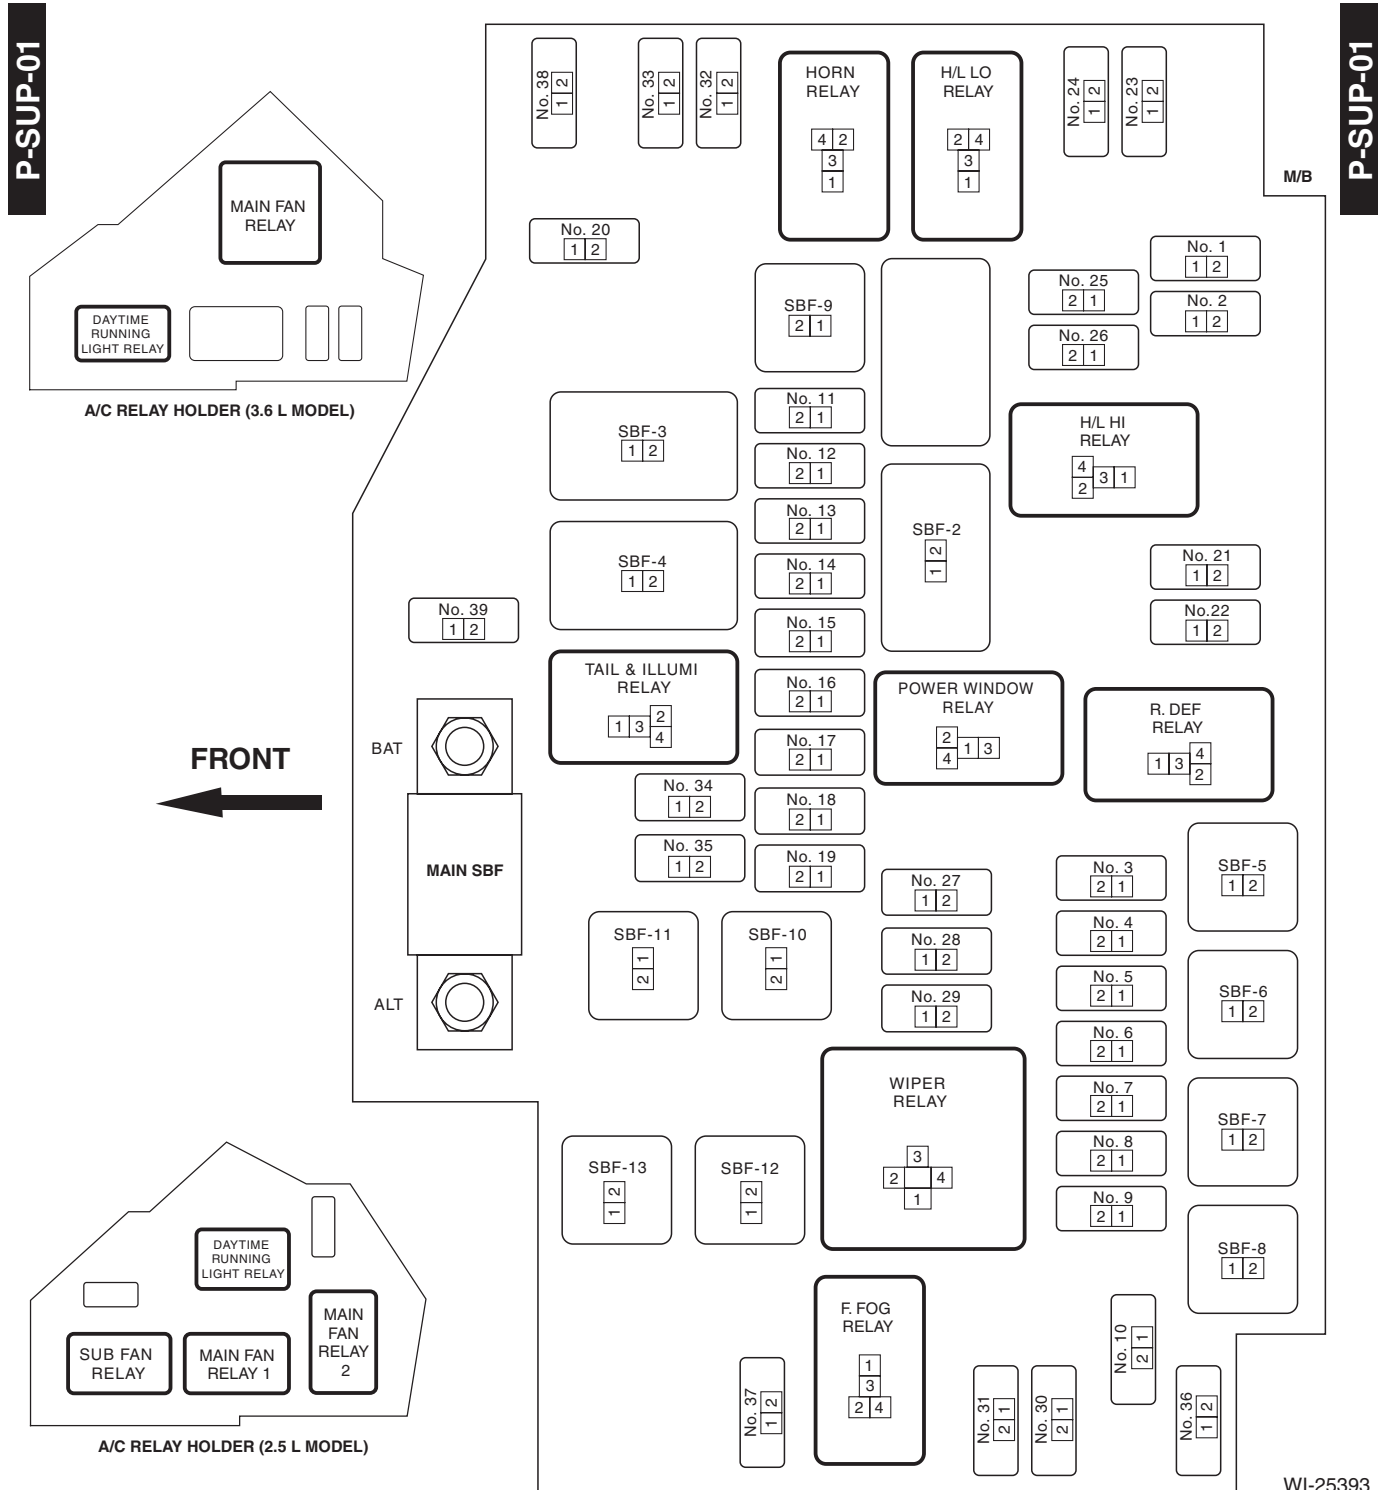 P-SUP-01
P-SUP-01
M/B
MAIN FAN
RELAY
DAYTIME
RUNNING
LIGHT RELAY
A/C RELAY HOLDER (3.6 L MODEL)
No. 38
1 2
No. 33
1 2
No. 32
1 2
HORN
RELAY
4 2
3
1
H/L LO
RELAY
2 4
3
1
No. 24
1 2
No. 23
1 2
No. 20
1 2
No. 1
1 2
No. 2
1 2
No. 25
2 1
No. 26
2 1
SBF-9
2 1
SBF-3
1 2
SBF-4
1 2
No. 11
2 1
No. 12
2 1
No. 13
2 1
No. 14
2 1
No. 15
2 1
No. 16
2 1
No. 17
2 1
No. 18
2 1
No. 19
2 1
H/L HI
RELAY
4
3 1
2
SBF-2
1 2
No. 21
1 2
No.22
1 2
No. 39
1 2
TAIL & ILLUMI
RELAY
2
1 3
4
POWER WINDOW
RELAY
2
1 3
4
R. DEF
RELAY
4
1 3
2
FRONT
BAT
MAIN SBF
ALT
No. 34
1 2
No. 35
1 2
SBF-11
2 1
SBF-10
2 1
No. 27
1 2
No. 28
1 2
No. 29
1 2
No. 3
2 1
No. 4
2 1
No. 5
2 1
No. 6
2 1
No. 7
2 1
No. 8
2 1
No. 9
2 1
SBF-5
1 2
SBF-6
1 2
SBF-7
1 2
SBF-8
1 2
WIPER
RELAY
3
2 4
1
SBF-13
1 2
SBF-12
1 2
F. FOG
RELAY
1
3
2 4
No. 37
1 2
No. 31
2 1
No. 30
2 1
No. 10
2 1
No. 36
1 2
DAYTIME
RUNNING
LIGHT RELAY
SUB FAN
RELAY
MAIN FAN
RELAY 1
MAIN
FAN
RELAY
2
A/C RELAY HOLDER (2.5 L MODEL)
WI-25393